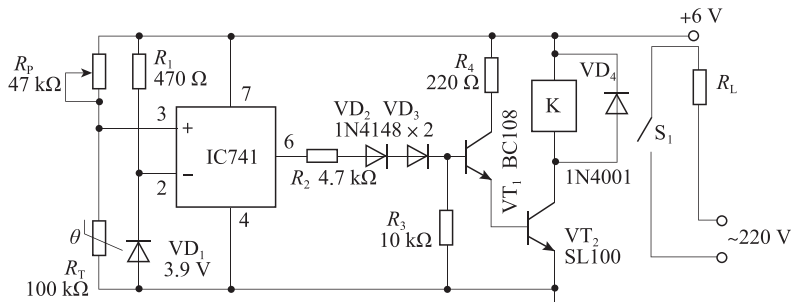 +6 V
R_P
47 kΩ
R_1
470 Ω
7
3
+
IC741
−
2
4
6
R_2 4.7 kΩ
VD_2 VD_3
1N4148 × 2
R_4
220 Ω
VT_1 BC108
K
VD_4
1N4001
S_1
R_L
~220 V
θ
R_T
100 kΩ
VD_1
3.9 V
R_3
10 kΩ
VT_2
SL100